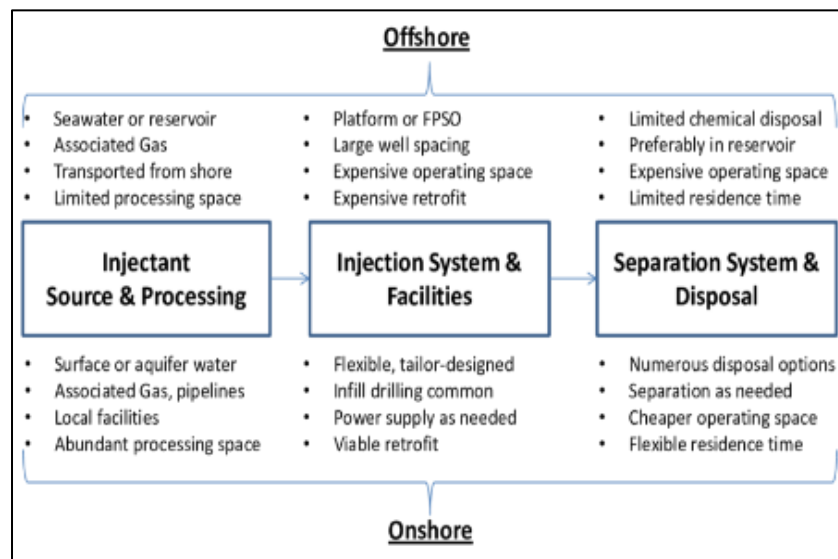 Offshore
• Seawater or reservoir
• Associated Gas
• Transported from shore
• Limited processing space
• Platform or FPSO
• Large well spacing
• Expensive operating space
• Expensive retrofit
• Limited chemical disposal
• Preferably in reservoir
• Expensive operating space
• Limited residence time
Injectant
Source & Processing
Injection System &
Facilities
Separation System &
Disposal
• Surface or aquifer water
• Associated Gas, pipelines
• Local facilities
• Abundant processing space
• Flexible, tailor-designed
• Infill drilling common
• Power supply as needed
• Viable retrofit
• Numerous disposal options
• Separation as needed
• Cheaper operating space
• Flexible residence time
Onshore